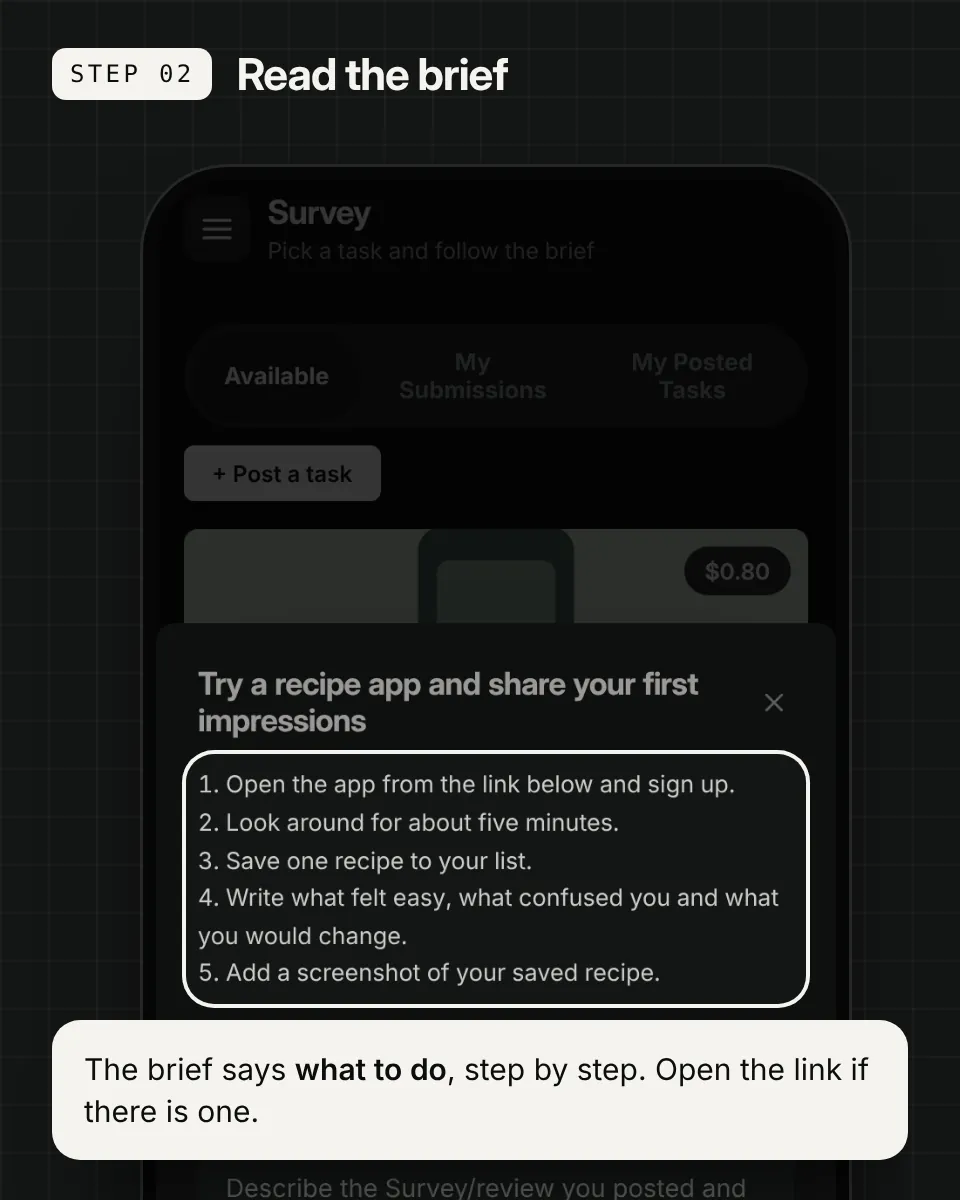 STEP 02
Read the brief
Survey
Pick a task and follow the brief
Available
My
Submissions
My Posted
Tasks
+ Post a task
$0.80
Try a recipe app and share your first
impressions
1. Open the app from the link below and sign up.
2. Look around for about five minutes.
3. Save one recipe to your list.
4. Write what felt easy, what confused you and what
you would change.
5. Add a screenshot of your saved recipe.
The brief says what to do, step by step. Open the link if
there is one.
Describe the Survey/review you posted and